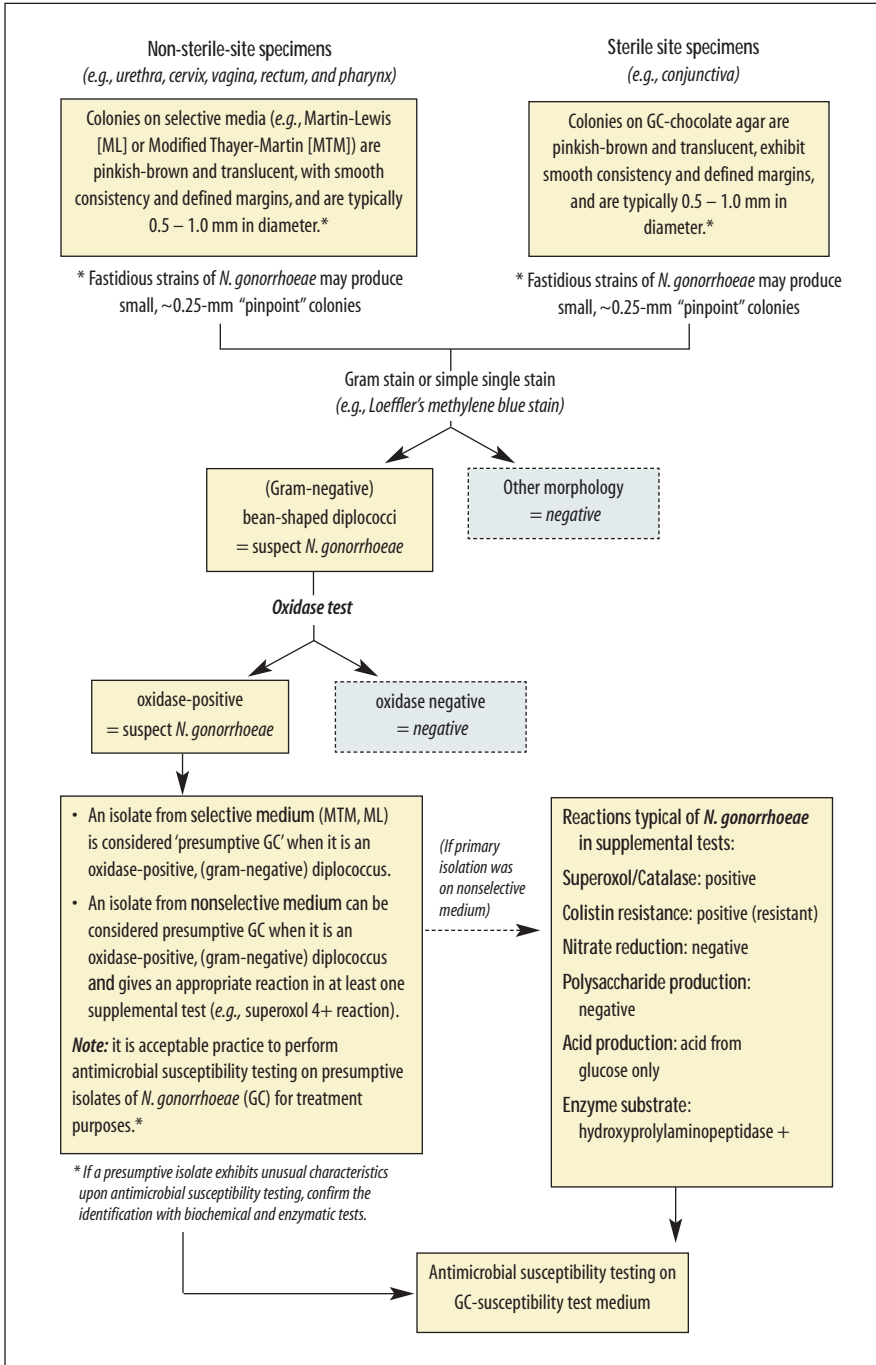 Non-sterile-site specimens
(e.g., urethra, cervix, vagina, rectum, and pharynx)
Colonies on selective media (e.g., Martin-Lewis
[ML] or Modified Thayer-Martin [MTM]) are
pinkish-brown and translucent, with smooth
consistency and defined margins, and are typically
0.5 – 1.0 mm in diameter.*
* Fastidious strains of N. gonorrhoeae may produce
small, ~0.25-mm “pinpoint” colonies
Sterile site specimens
(e.g., conjunctiva)
Colonies on GC-chocolate agar are
pinkish-brown and translucent, exhibit
smooth consistency and defined margins,
and are typically 0.5 – 1.0 mm in
diameter.*
* Fastidious strains of N. gonorrhoeae may produce
small, ~0.25-mm “pinpoint” colonies
Gram stain or simple single stain
(e.g., Loeffler’s methylene blue stain)
(Gram-negative)
bean-shaped diplococci
= suspect N. gonorrhoeae
Other morphology
= negative
Oxidase test
oxidase-positive
= suspect N. gonorrhoeae
oxidase negative
= negative
• An isolate from selective medium (MTM, ML)
is considered ‘presumptive GC’ when it is an
oxidase-positive, (gram-negative) diplococcus.
• An isolate from nonselective medium can be
considered presumptive GC when it is an
oxidase-positive, (gram-negative) diplococcus
and gives an appropriate reaction in at least one
supplemental test (e.g., superoxol 4+ reaction).
Note: it is acceptable practice to perform
antimicrobial susceptibility testing on presumptive
isolates of N. gonorrhoeae (GC) for treatment
purposes.*
* If a presumptive isolate exhibits unusual characteristics
upon antimicrobial susceptibility testing, confirm the
identification with biochemical and enzymatic tests.
(If primary
isolation was
on nonselective
medium)
Reactions typical of N. gonorrhoeae
in supplemental tests:
Superoxol/Catalase: positive
Colistin resistance: positive (resistant)
Nitrate reduction: negative
Polysaccharide production:
negative
Acid production: acid from
glucose only
Enzyme substrate:
hydroxyprolylaminopeptidase +
Antimicrobial susceptibility testing on
GC-susceptibility test medium